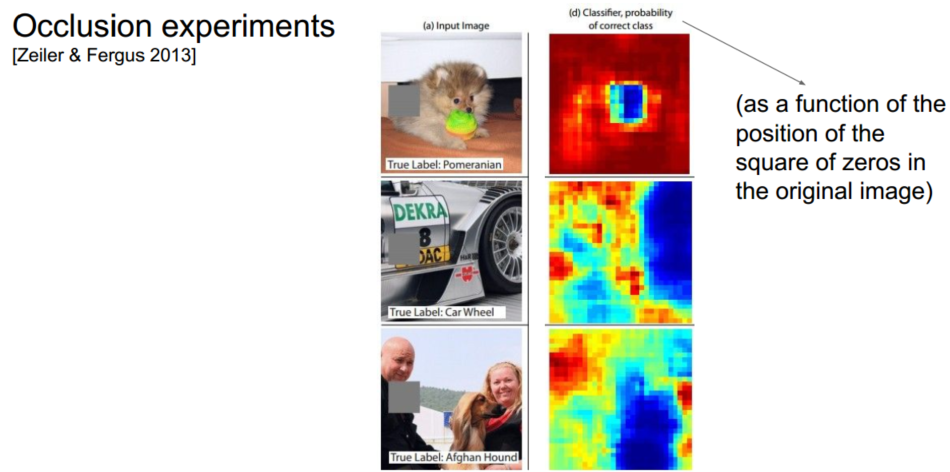 Occlusion experiments
[Zeiler & Fergus 2013]
(a) Input Image
(d) Classifier, probability
of correct class
(as a function of the
position of the
square of zeros in
the original image)
True Label: Pomeranian
DEKRA
8
DAC
True Label: Car Wheel
True Label: Afghan Hound